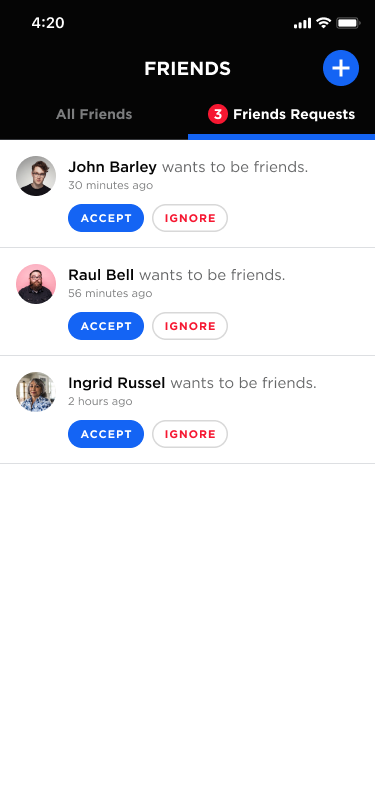 4:20
FRIENDS
All Friends
3 Friends Requests
John Barley wants to be friends.
30 minutes ago
ACCEPT IGNORE
Raul Bell wants to be friends.
56 minutes ago
ACCEPT IGNORE
Ingrid Russel wants to be friends.
2 hours ago
ACCEPT IGNORE